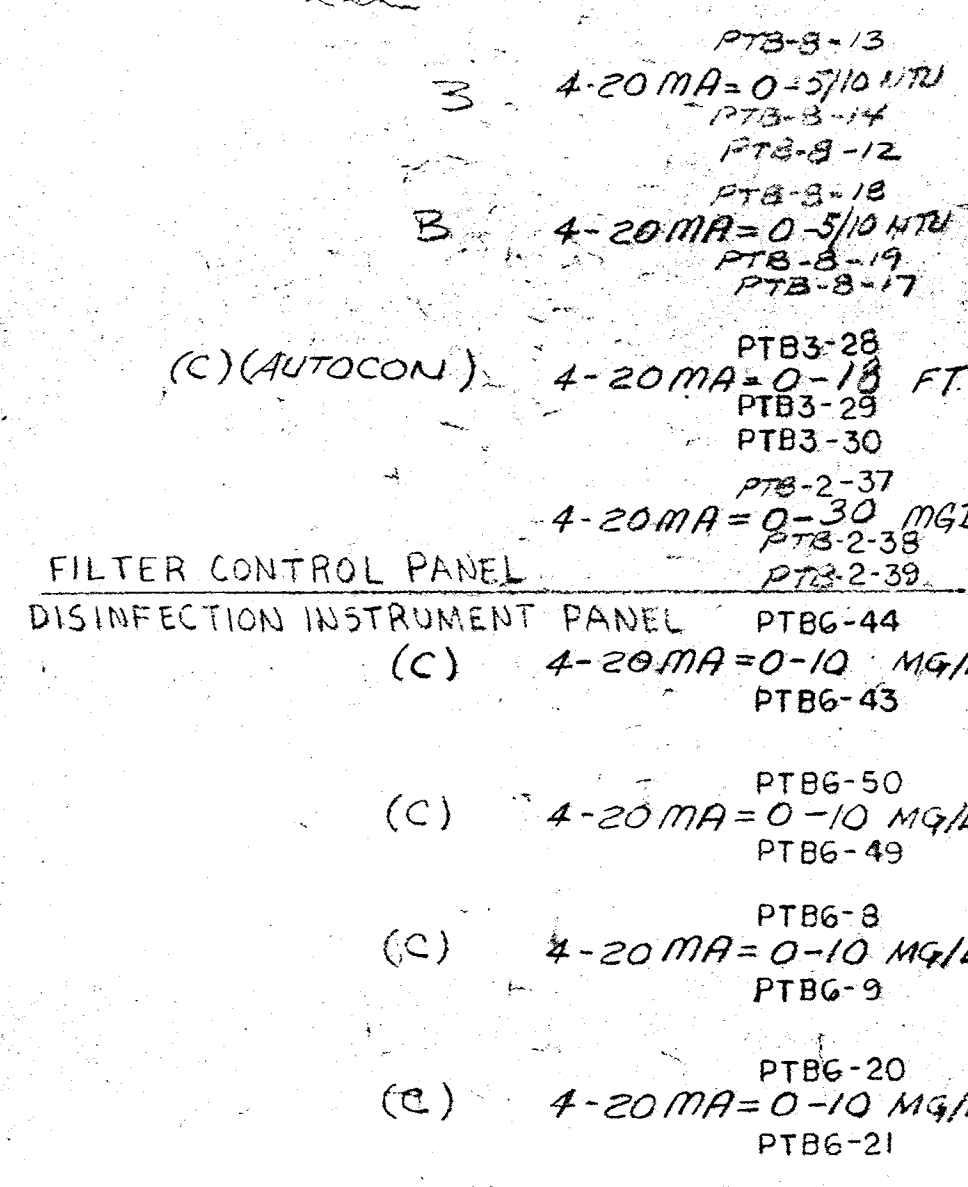 PTB-8-13
B 4-20 MA = 0-5/10 NTU
PTB-8-14
PTB-8-12
PTB-8-18
B 4-20 MA = 0-5/10 NTU
PTB-8-19
PTB-8-17
PTB3-28
(C) (AUTOCON) 4-20 MA = 0-18 FT.
PTB3-29
PTB3-30
PTB-2-37
4-20 MA = 0-30
PTB-2-38
FILTER CONTROL PANEL PTB-2-39
DISINFECTION INSTRUMENT PANEL PTB6-44
(C) 4-20 MA = 0-10 MG/
PTB6-43
PTB6-50
(C) 4-20 MA = 0-10 MG/L
PTB6-49
PTB6-8
(C) 4-20 MA = 0-10 MG/L
PTB6-9
PTB6-20
(C) 4-20 MA = 0-10 MG/
PTB6-21